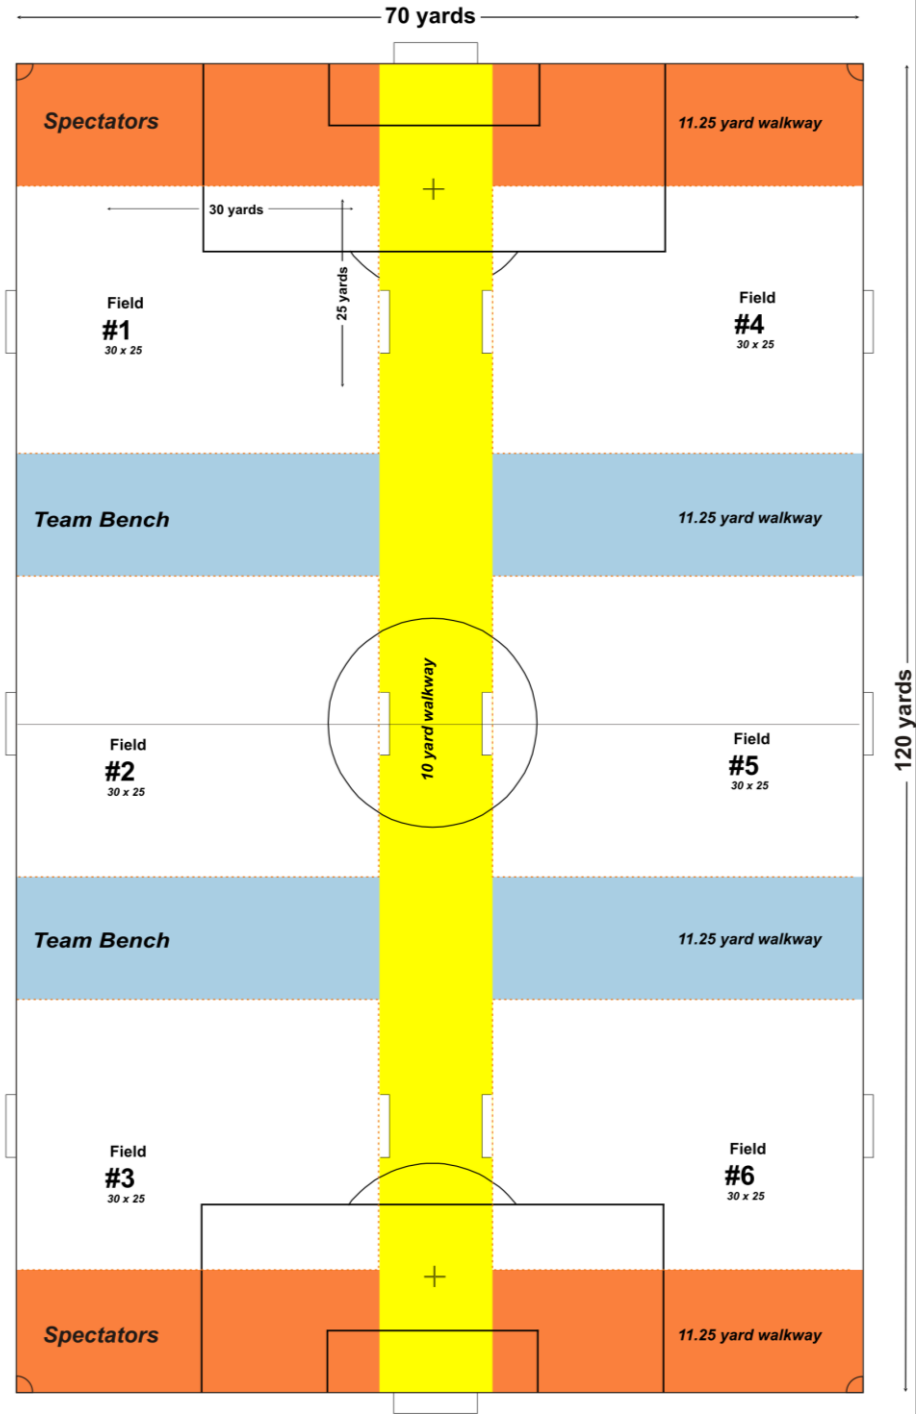 70 yards
Spectators
11.25 yard walkway
30 yards
25 yards
Field
#1
30 x 25
Field
#4
30 x 25
Team Bench
11.25 yard walkway
10 yard walkway
120 yards
Field
#2
30 x 25
Field
#5
30 x 25
Team Bench
11.25 yard walkway
Field
#3
30 x 25
Field
#6
30 x 25
Spectators
11.25 yard walkway